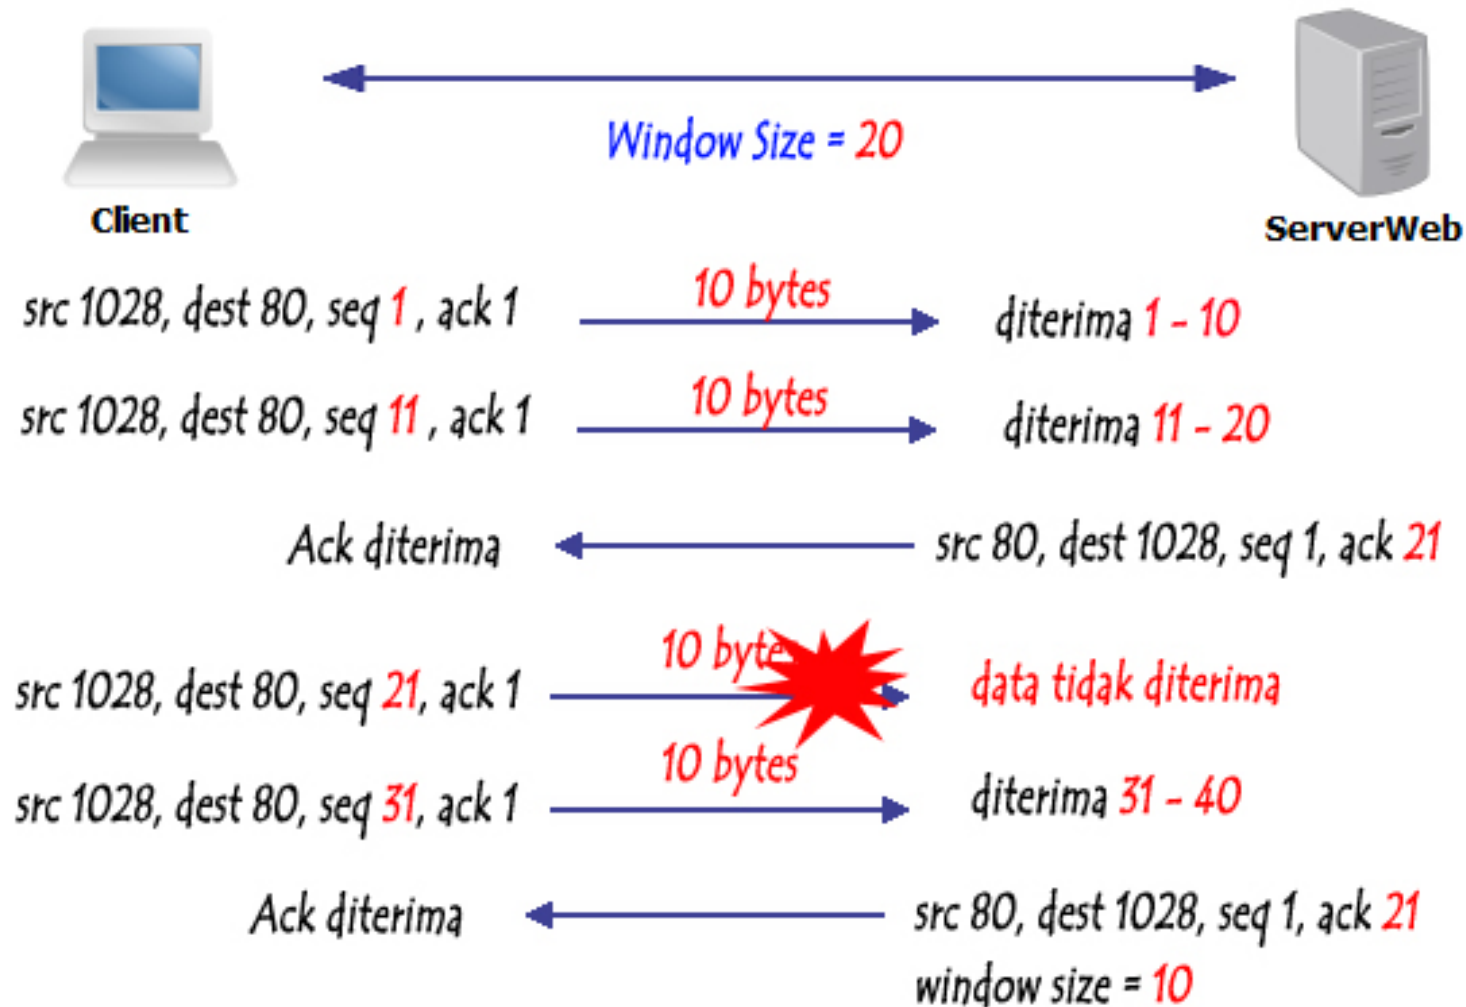 Window Size = 20
Client
ServerWeb
src 1028, dest 80, seq 1 , ack 1
10 bytes
diterima 1 - 10
src 1028, dest 80, seq 11 , ack 1
10 bytes
diterima 11 - 20
Ack diterima
src 80, dest 1028, seq 1, ack 21
src 1028, dest 80, seq 21, ack 1
10 byte
data tidak diterima
src 1028, dest 80, seq 31, ack 1
10 bytes
diterima 31 - 40
Ack diterima
src 80, dest 1028, seq 1, ack 21
window size = 10